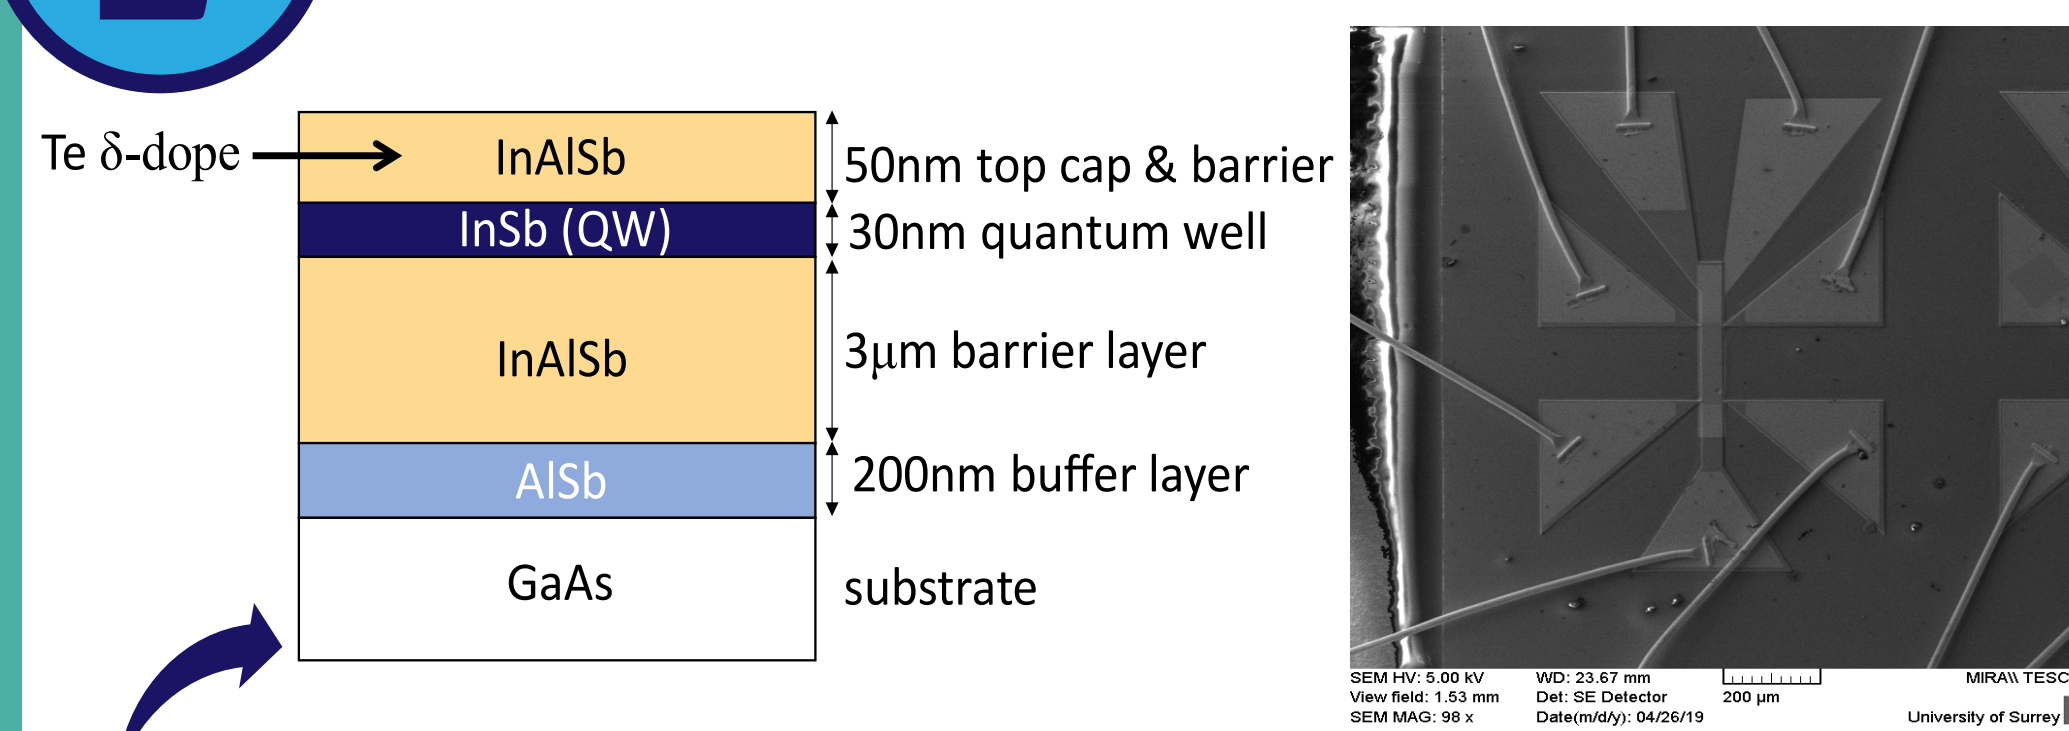 Te δ-dope
InAlSb
50nm top cap & barrier
InSb (QW)
30nm quantum well
InAlSb
3μm barrier layer
AlSb
200nm buffer layer
GaAs
substrate
SEM HV: 5.00 kV
WD: 23.67 mm
MIRA\\ TESC
View field: 1.53 mm
Det: SE Detector
200 μm
SEM MAG: 98 x
Date(m/d/y): 04/26/19
University of Surrey